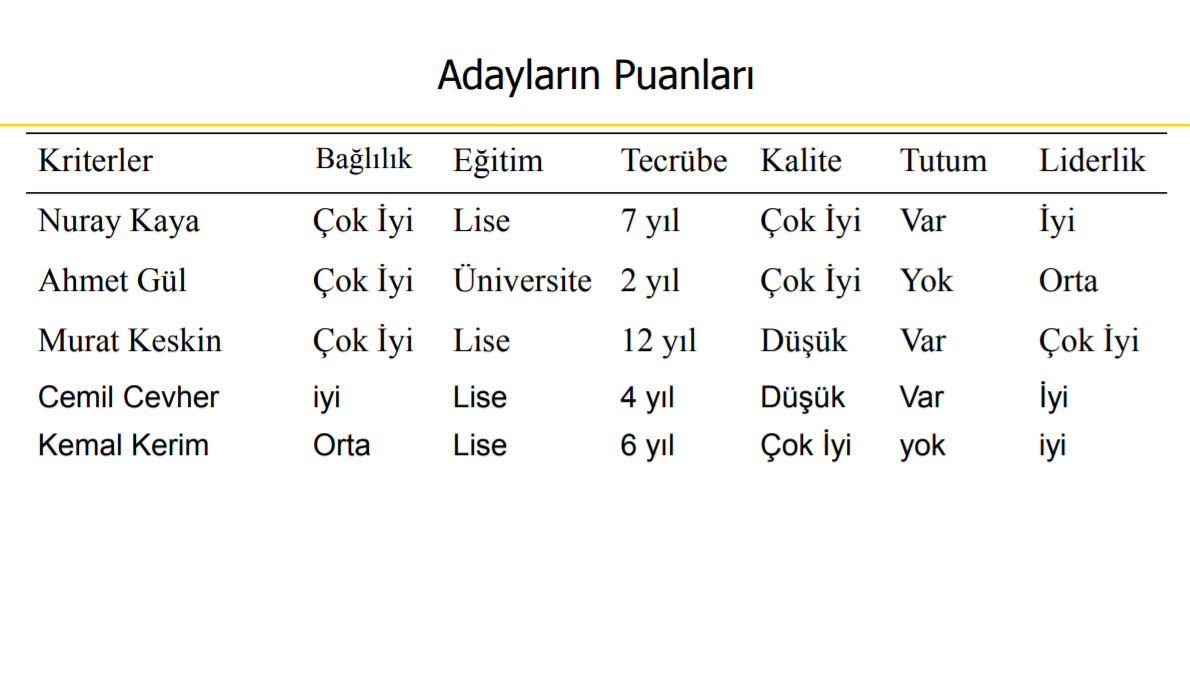 Adayların Puanları
Kriterler Bağlılık Eğitim Tecrübe Kalite Tutum Liderlik
Nuray Kaya Çok İyi Lise 7 yıl Çok İyi Var İyi
Ahmet Gül Çok İyi Üniversite 2 yıl Çok İyi Yok Orta
Murat Keskin Çok İyi Lise 12 yıl Düşük Var Çok İyi
Cemil Cevher iyi Lise 4 yıl Düşük Var İyi
Kemal Kerim Orta Lise 6 yıl Çok İyi yok iyi